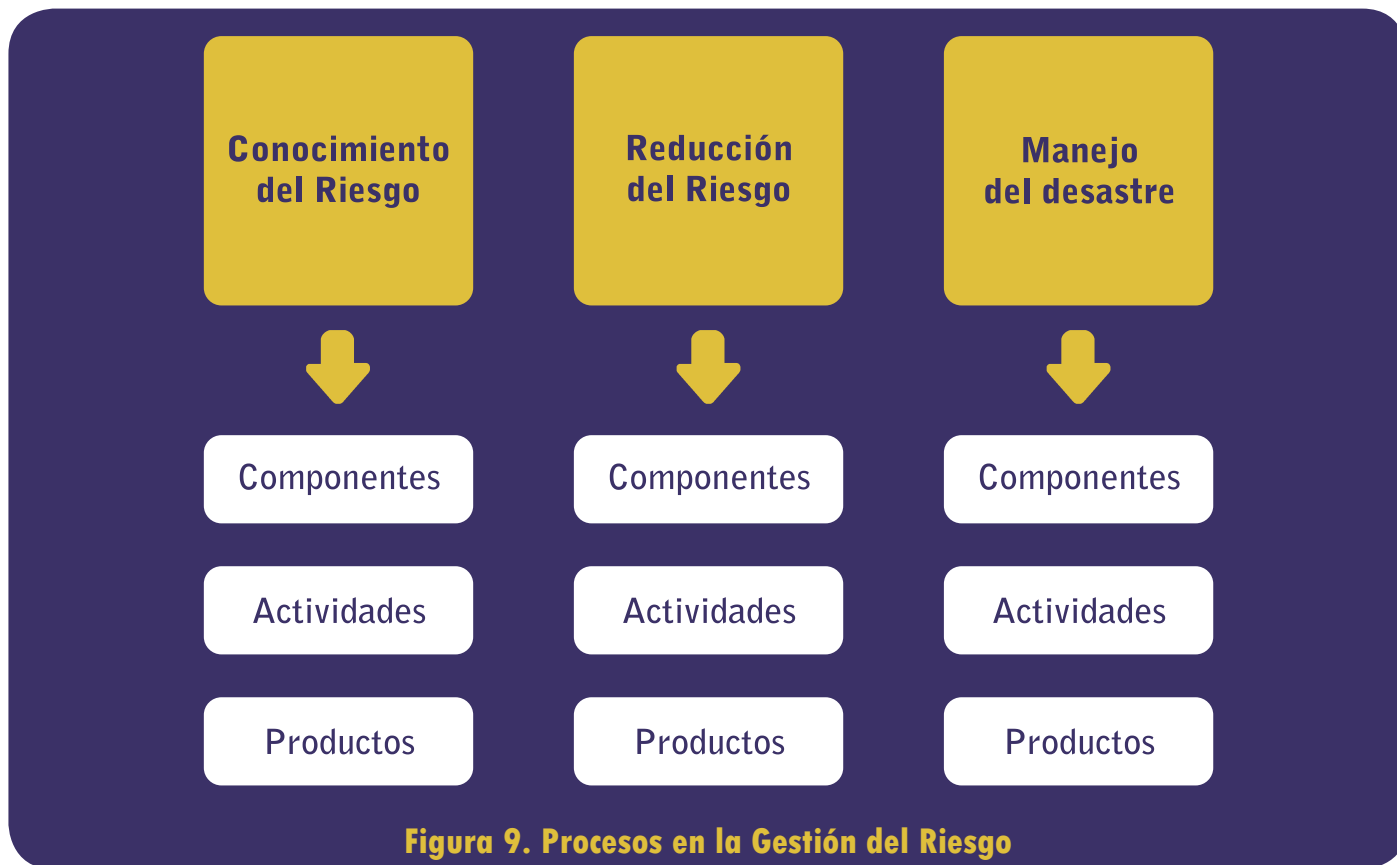 Conocimiento
del Riesgo
Reducción
del Riesgo
Manejo
del desastre
Componentes
Componentes
Componentes
Actividades
Actividades
Actividades
Productos
Productos
Productos
Figura 9. Procesos en la Gestión del Riesgo